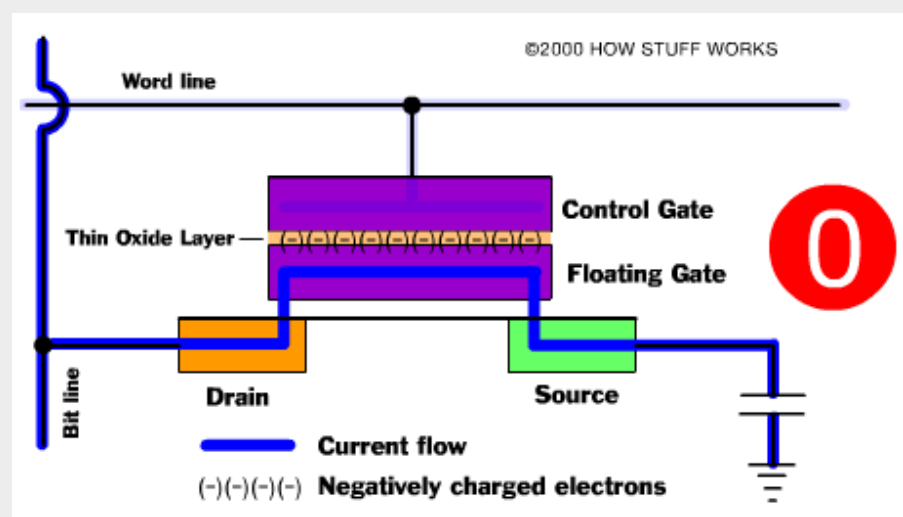 ©2000 HOW STUFF WORKS
Word line
Control Gate
Thin Oxide Layer
(-)(-)(-)(-)(-)(-)(-)(-)(-)(-)
Floating Gate
0
Drain
Source
Bit line
Current flow
(-)(-)(-)(-) Negatively charged electrons